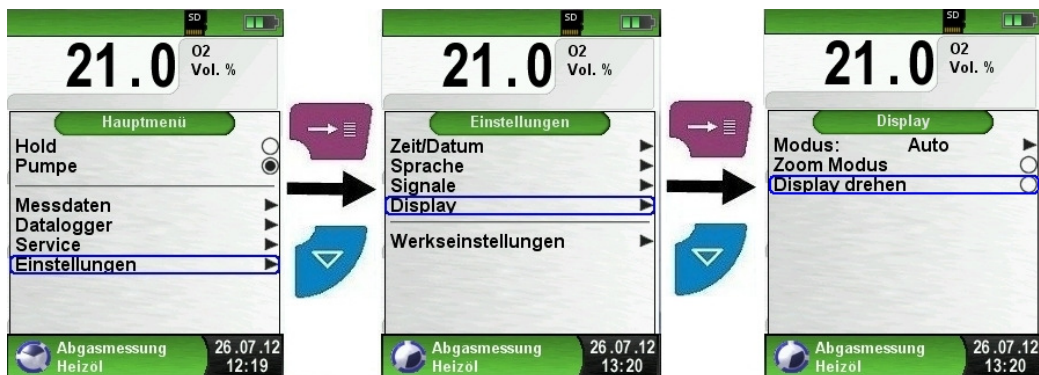 SD
21.0 O2
Vol. %
Hauptmenü
Hold
Pumpe
Messdaten
Datalogger
Service
Einstellungen
Abgasmessung 26.07.12
Heizöl 12:19
SD
21.0 O2
Vol. %
Einstellungen
Zeit/Datum
Sprache
Signale
Display
Werkseinstellungen
Abgasmessung 26.07.12
Heizöl 13:20
SD
21.0 O2
Vol. %
Display
Modus: Auto
Zoom Modus
Display drehen
Abgasmessung 26.07.12
Heizöl 13:20